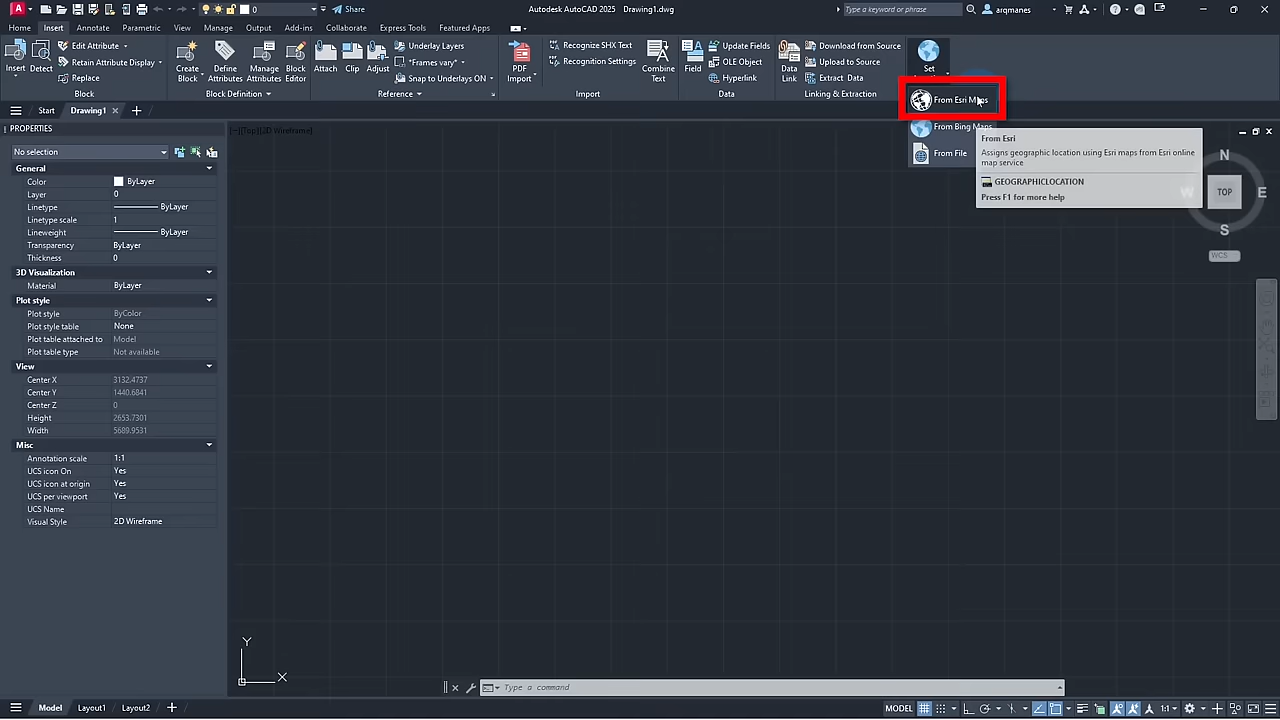 Share
Autodesk AutoCAD 2025 Drawing1.dwg
Type a keyword or phrase
arqmanes
0
Home Insert Annotate Parametric View Manage Output Add-ins Collaborate Express Tools Featured Apps
Insert
Detect
Edit Attribute
Retain Attribute Display
Replace
Block
Create
Block
Define
Attributes
Manage
Attributes
Block
Editor
Block Definition
Attach
Clip
Adjust
Underlay Layers
*Frames vary*
Snap to Underlays ON
Reference
PDF
Import
Recognize SHX Text
Recognition Settings
Combine
Text
Import
Field
Update Fields
OLE Object
Hyperlink
Data
Data
Link
Download from Source
Upload to Source
Extract Data
Linking & Extraction
Set
From Esri Maps
From Bing Maps
From File
From Esri
Assigns geographic location using Esri maps from Esri online
map service
GEOGRAPHICLOCATION
Press F1 for more help
Start Drawing1
PROPERTIES
[—][Top][2D Wireframe]
No selection
General
Color ByLayer
Layer 0
Linetype ByLayer
Linetype scale 1
Lineweight ByLayer
Transparency ByLayer
Thickness 0
3D Visualization
Material ByLayer
Plot style
Plot style ByColor
Plot style table None
Plot table attached to Model
Plot table type Not available
View
Center X 3132.4737
Center Y 1440.6841
Center Z 0
Height 2653.7301
Width 5689.9531
Misc
Annotation scale 1:1
UCS icon On Yes
UCS icon at origin Yes
UCS per viewport Yes
UCS Name
Visual Style 2D Wireframe
N
W TOP E
S
WCS
Y
X
Type a command
Model Layout1 Layout2
MODEL 1:1